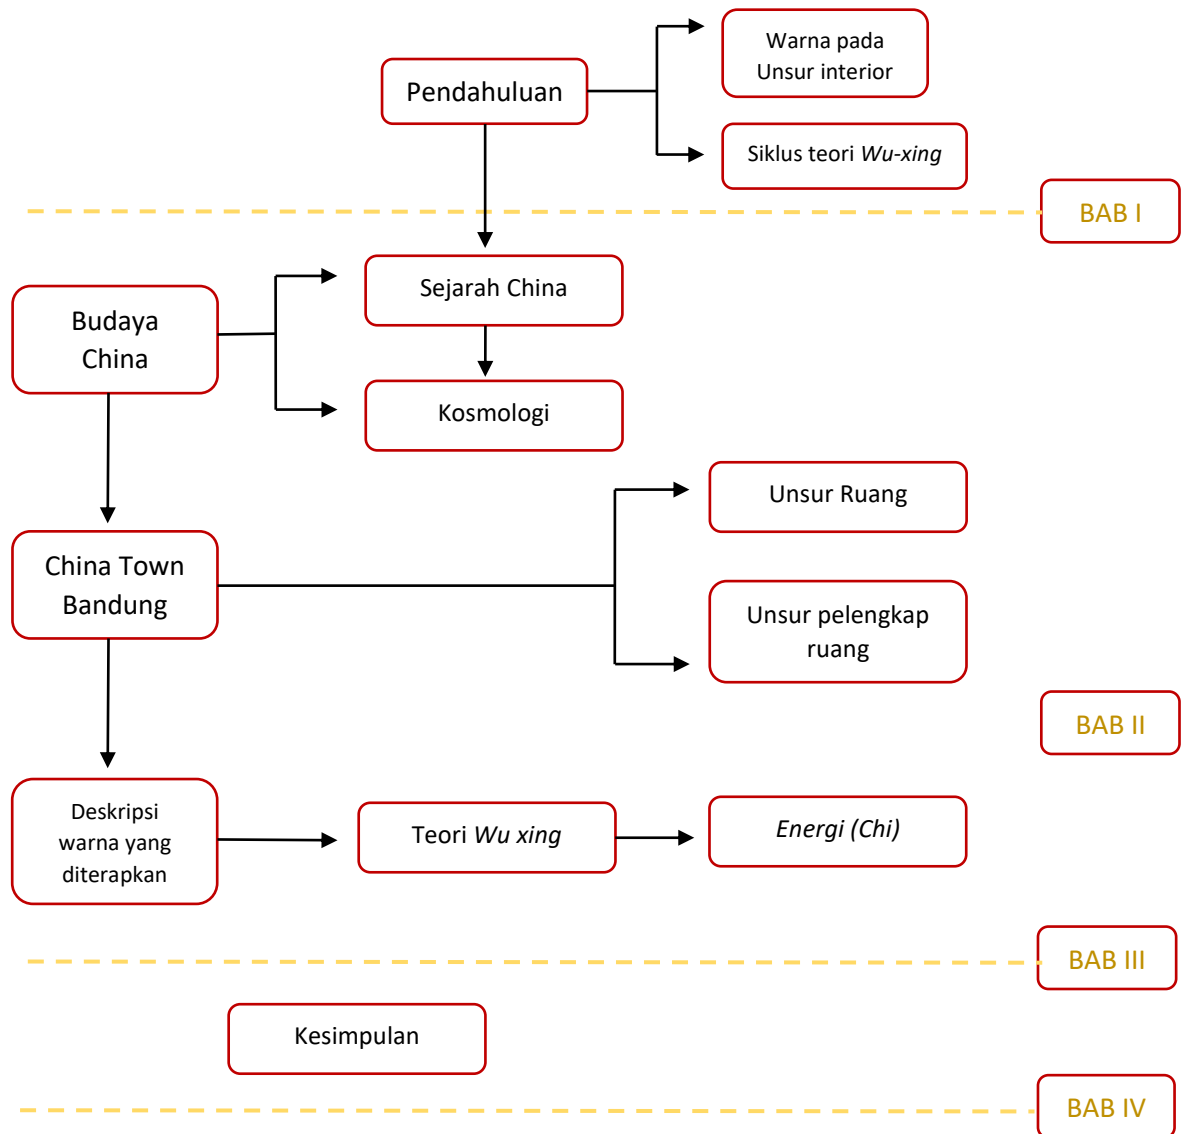 Warna pada
Unsur interior
Pendahuluan
Siklus teori Wu-xing
BAB I
Sejarah China
Budaya
China
Kosmologi
Unsur Ruang
China Town
Bandung
Unsur pelengkap
ruang
BAB II
Deskripsi
warna yang
diterapkan
Teori Wu xing
Energi (Chi)
BAB III
Kesimpulan
BAB IV